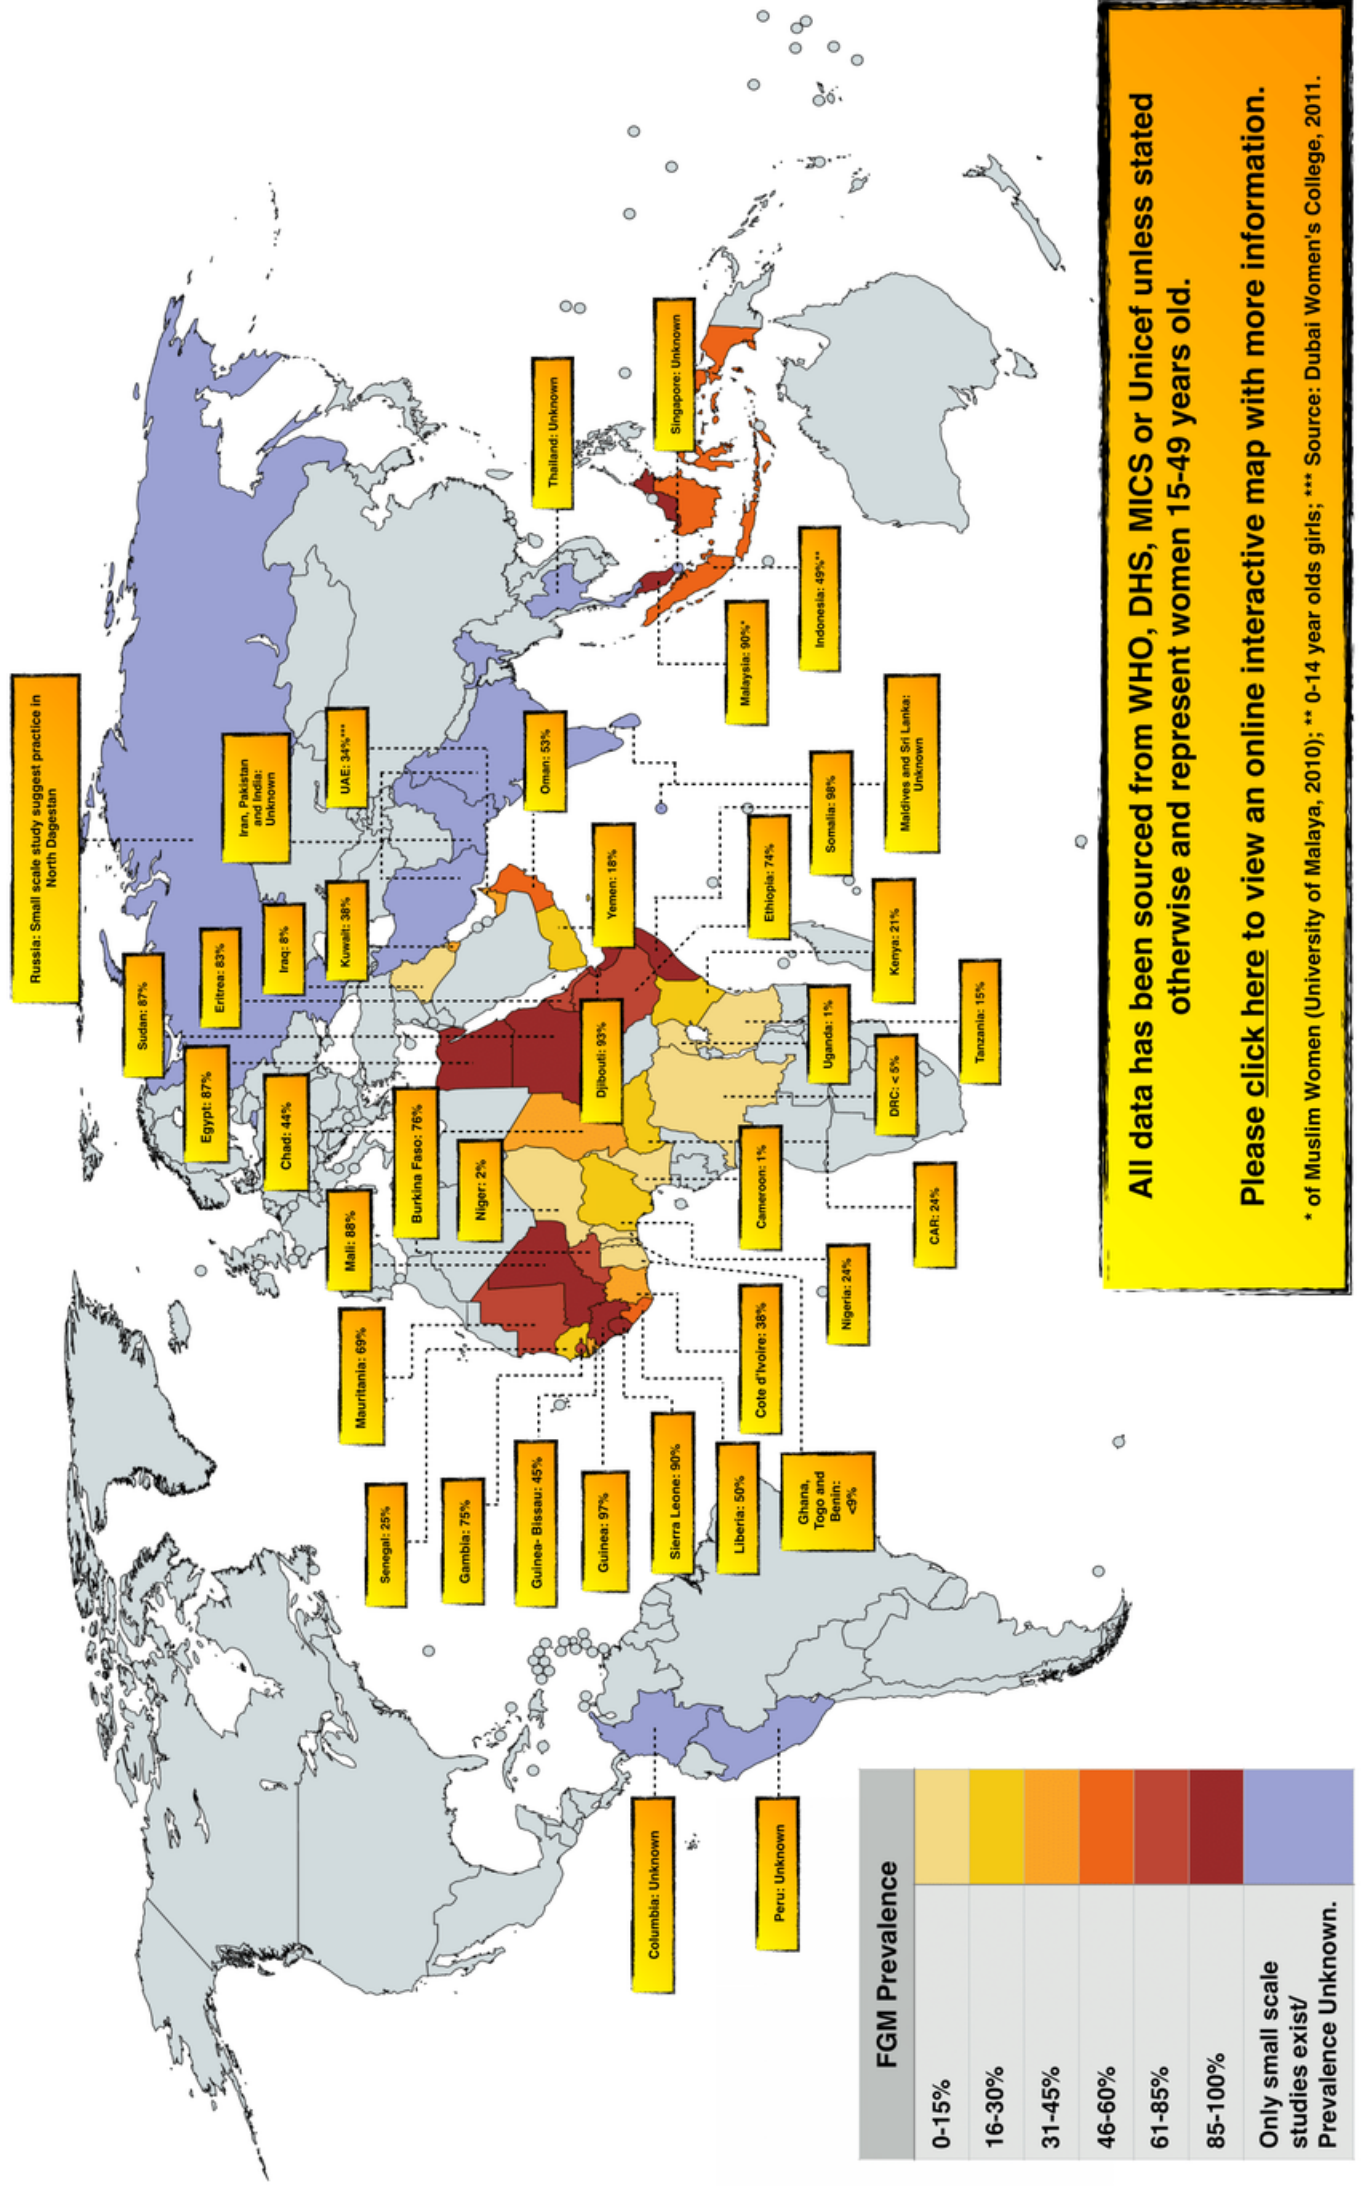 Russia: Small scale study suggest practice in
North Dagestan
Sudan: 87%
Eritrea: 83%
Iraq: 8%
Iran, Pakistan
and India:
Unknown
UAE: 34%***
Kuwait: 38%
Egypt: 87%
Chad: 44%
Mali: 88%
Burkina Faso: 76%
Niger: 2%
Mauritania: 69%
Senegal: 25%
Gambia: 75%
Guinea- Bissau: 45%
Guinea: 97%
Sierra Leone: 90%
Liberia: 50%
Ghana,
Togo and
Benin:
<9%
Cote d'Ivoire: 38%
Nigeria: 24%
Cameroon: 1%
CAR: 24%
DRC: < 5%
Uganda: 1%
Tanzania: 15%
Kenya: 21%
Djibouti: 93%
Ethiopia: 74%
Somalia: 98%
Yemen: 18%
Oman: 53%
Maldives and Sri Lanka:
Unknown
Thailand: Unknown
Singapore: Unknown
Malaysia: 90%*
Indonesia: 49%**
Columbia: Unknown
Peru: Unknown
FGM Prevalence
0-15%
16-30%
31-45%
46-60%
61-85%
85-100%
Only small scale
studies exist/
Prevalence Unknown.
All data has been sourced from WHO, DHS, MICS or Unicef unless stated
otherwise and represent women 15-49 years old.
Please click here to view an online interactive map with more information.
* of Muslim Women (University of Malaya, 2010); ** 0-14 year olds girls; *** Source: Dubai Women's College, 2011.